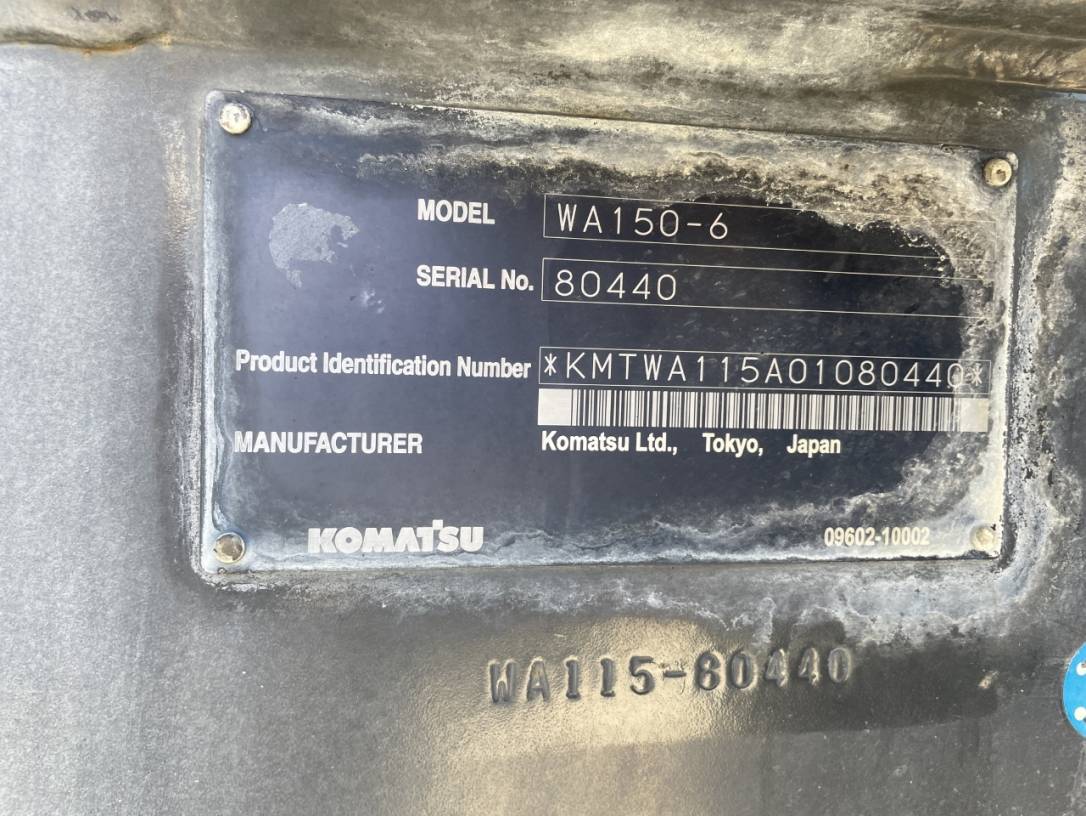 MODEL WA150-6
SERIAL No. 80440
Product Identification Number *KMTWA115A01080440*
MANUFACTURER Komatsu Ltd., Tokyo, Japan
KOMATSU 09602-10002
WA115-80440